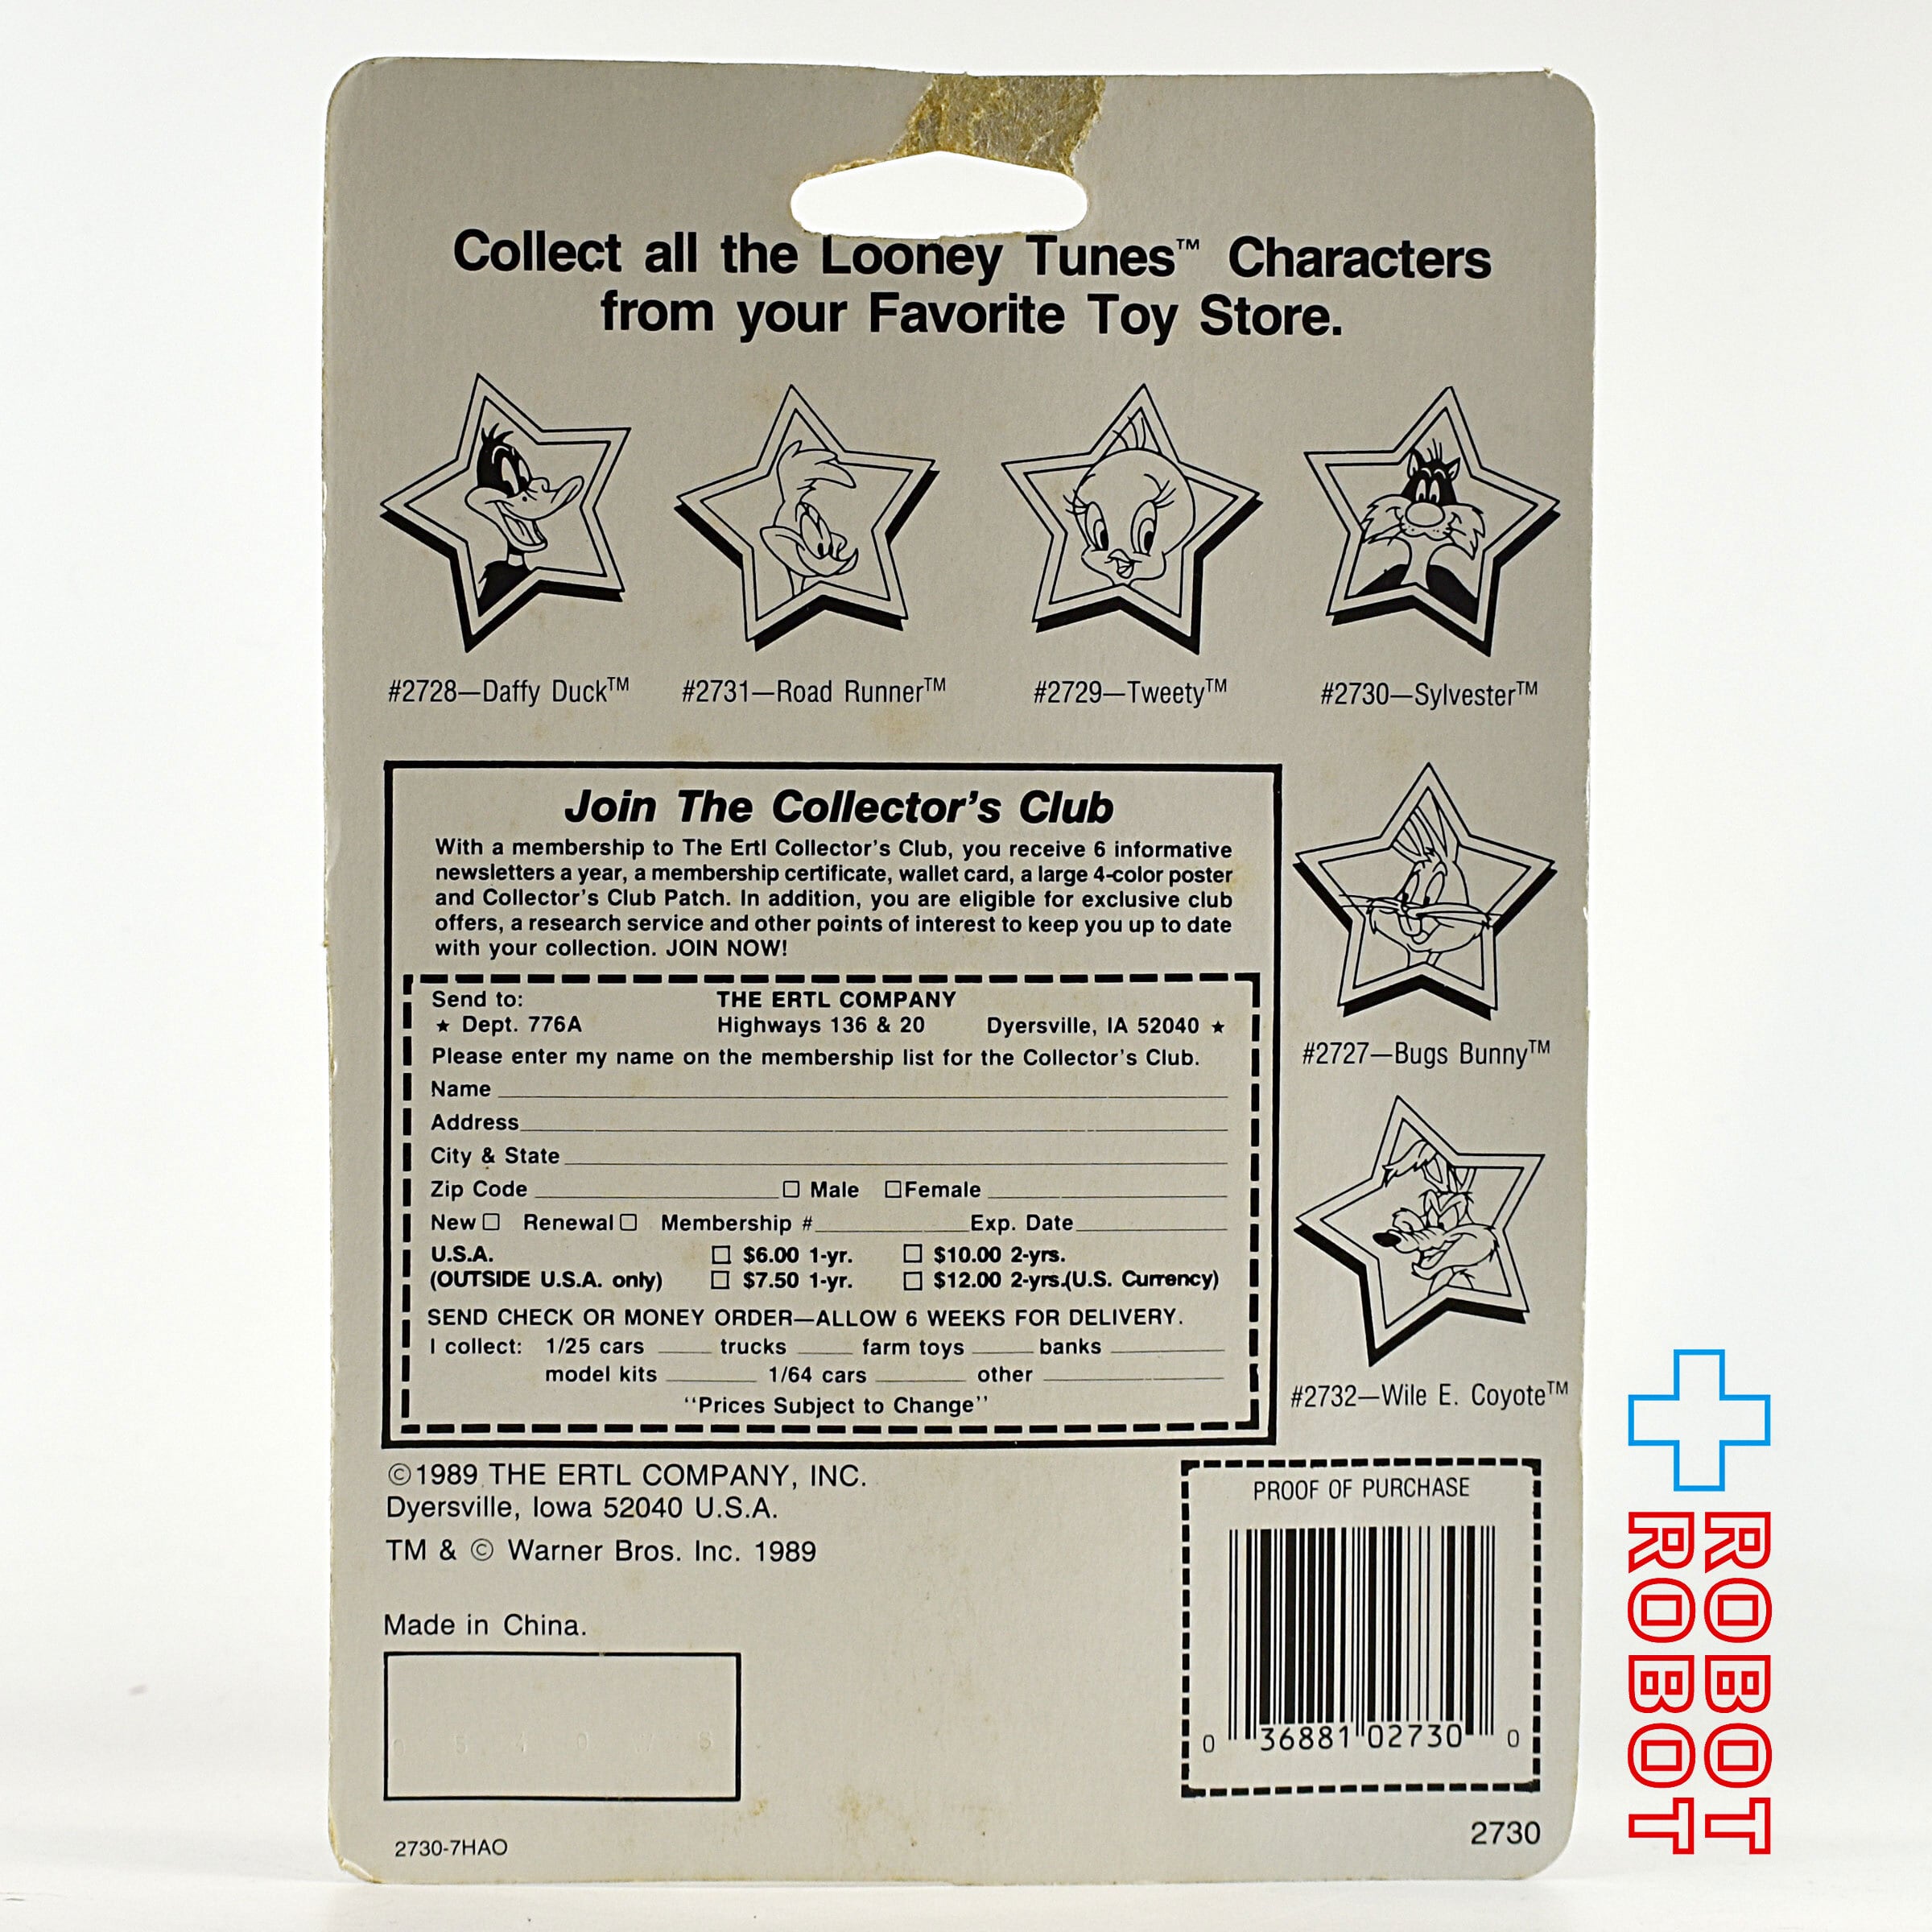 Collect all the Looney Tunes™ Characters
from your Favorite Toy Store.
#2728—Daffy Duck™
#2731—Road Runner™
#2729—Tweety™
#2730—Sylvester™
Join The Collector's Club
With a membership to The Ertl Collector's Club, you receive 6 informative
newsletters a year, a membership certificate, wallet card, a large 4-color poster
and Collector's Club Patch. In addition, you are eligible for exclusive club
offers, a research service and other points of interest to keep you up to date
with your collection. JOIN NOW!
Send to: THE ERTL COMPANY
★ Dept. 776A Highways 136 & 20 Dyersville, IA 52040 ★
Please enter my name on the membership list for the Collector's Club.
Name
Address
City & State
Zip Code □ Male □ Female
New □ Renewal □ Membership # Exp. Date
U.S.A. □ $6.00 1-yr. □ $10.00 2-yrs.
(OUTSIDE U.S.A. only) □ $7.50 1-yr. □ $12.00 2-yrs.(U.S. Currency)
SEND CHECK OR MONEY ORDER—ALLOW 6 WEEKS FOR DELIVERY.
I collect: 1/25 cars trucks farm toys banks
model kits 1/64 cars other
"Prices Subject to Change"
#2727—Bugs Bunny™
#2732—Wile E. Coyote™
©1989 THE ERTL COMPANY, INC.
Dyersville, Iowa 52040 U.S.A.
TM & © Warner Bros. Inc. 1989
Made in China.
PROOF OF PURCHASE
0 36881 02730 0
2730-7HAO
2730
ROBOT
ROBOT